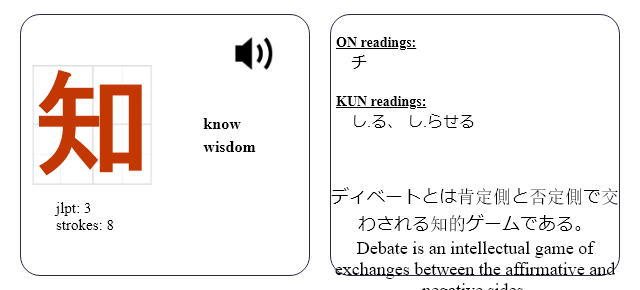 知
know
wisdom
jlpt: 3
strokes: 8
ON readings:
チ
KUN readings:
し.る、 し.らせる
ディベートとは肯定側と否定側で交
わされる知的ゲームである。
Debate is an intellectual game of
exchanges between the affirmative and
negative sides